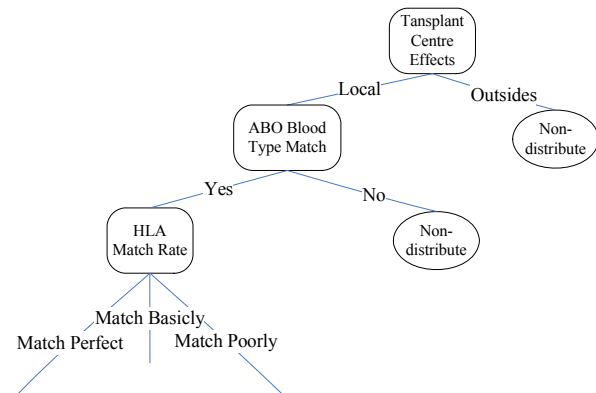 Tansplant
Centre
Effects
Local
Outsides
ABO Blood
Type Match
Non-
distribute
Yes
No
HLA
Match Rate
Non-
distribute
Match Basicly
Match Perfect
Match Poorly